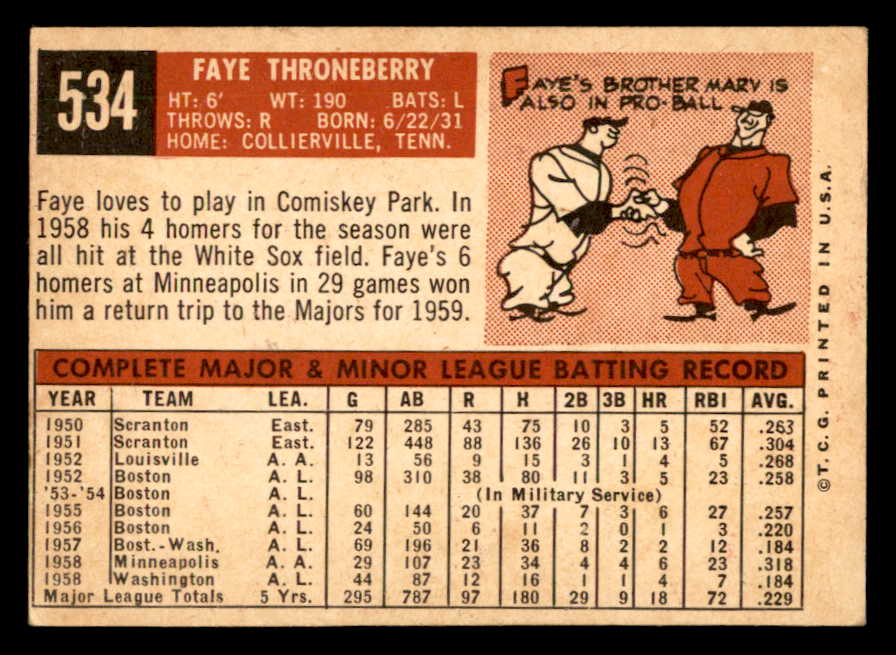 534
FAYE THRONEBERRY
HT: 6' WT: 190 BATS: L
THROWS: R BORN: 6/22/31
HOME: COLLIERVILLE, TENN.
FAYE'S BROTHER MARV IS
ALSO IN PRO-BALL
Faye loves to play in Comiskey Park. In
1958 his 4 homers for the season were
all hit at the White Sox field. Faye's 6
homers at Minneapolis in 29 games won
him a return trip to the Majors for 1959.
COMPLETE MAJOR & MINOR LEAGUE BATTING RECORD
YEAR TEAM LEA. G AB R H 2B 3B HR RBI AVG.
1950 Scranton East. 79 285 43 75 10 3 5 52 .263
1951 Scranton East. 122 448 88 136 26 10 13 67 .304
1952 Louisville A. A. 13 56 9 15 3 1 4 5 .268
1952 Boston A. L. 98 310 38 80 11 3 5 23 .258
'53-'54 Boston A. L. (In Military Service)
1955 Boston A. L. 60 144 20 37 7 3 6 27 .257
1956 Boston A. L. 24 50 6 11 2 0 1 3 .220
1957 Bost.-Wash. A. L. 69 196 21 36 8 2 2 12 .184
1958 Minneapolis A. A. 29 107 23 34 4 4 6 23 .318
1958 Washington A. L. 44 87 12 16 1 1 4 7 .184
Major League Totals 5 Yrs. 295 787 97 180 29 9 18 72 .229
©T. C. G. PRINTED IN U.S.A.